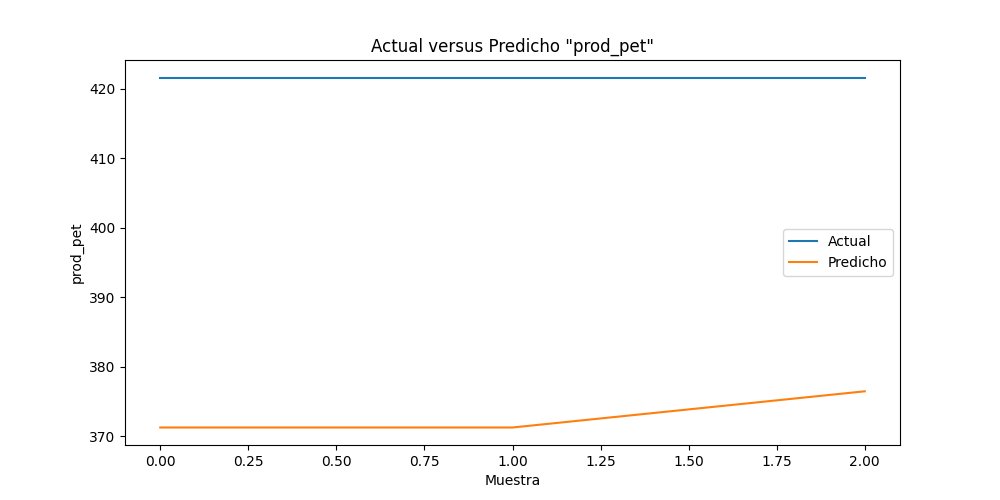 Actual versus Predicho "prod_pet"
420
410
400
390
380
370
prod_pet
Actual
Predicho
0.00 0.25 0.50 0.75 1.00 1.25 1.50 1.75 2.00
Muestra